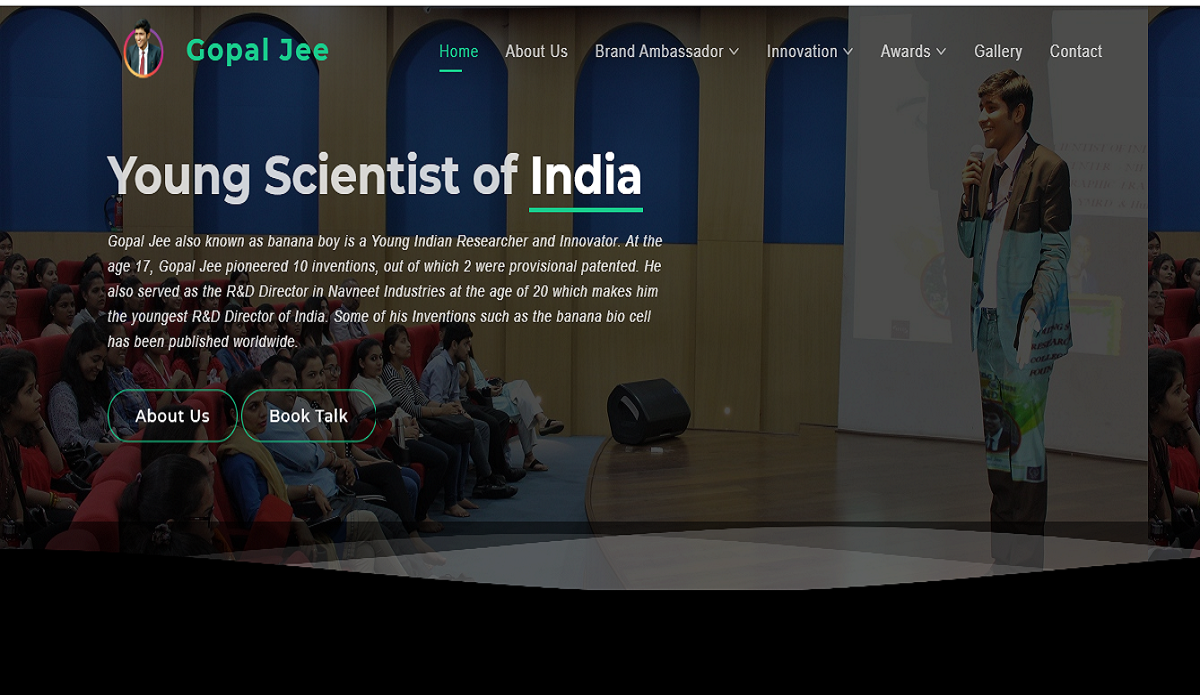 Gopal Jee
Home About Us Brand Ambassador Innovation Awards Gallery Contact
Young Scientist of India
Gopal Jee also known as banana boy is a Young Indian Researcher and Innovator. At the
age 17, Gopal Jee pioneered 10 inventions, out of which 2 were provisional patented. He
also served as the R&D Director in Navneet Industries at the age of 20 which makes him
the youngest R&D Director of India. Some of his Inventions such as the banana bio cell
has been published worldwide.
About Us Book Talk